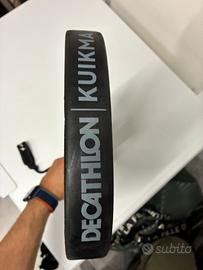 DECATHLON | KUIKMA
subito